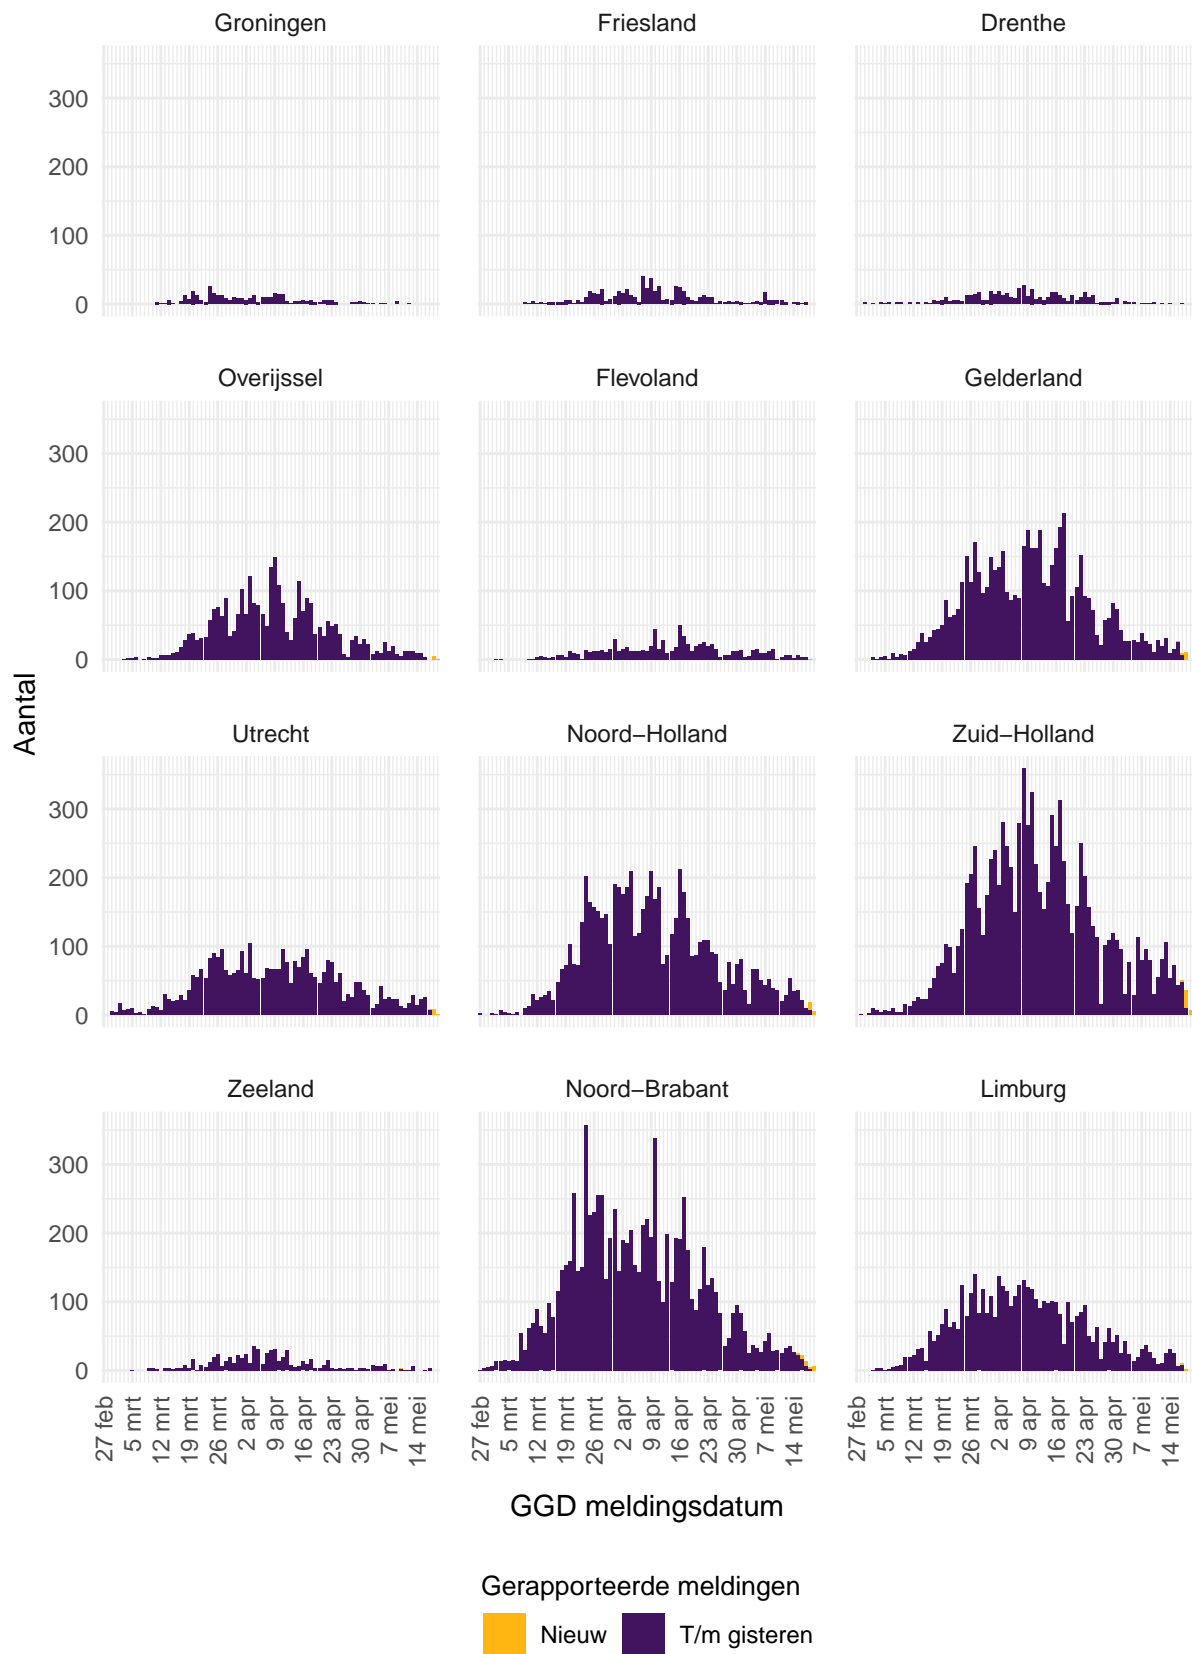 Groningen
Friesland
Drenthe
300
200
100
0
Overijssel
Flevoland
Gelderland
300
200
100
0
Aantal
Utrecht
Noord−Holland
Zuid−Holland
300
200
100
0
Zeeland
Noord−Brabant
Limburg
300
200
100
0
27 feb
5 mrt
12 mrt
19 mrt
26 mrt
2 apr
9 apr
16 apr
23 apr
30 apr
7 mei
14 mei
27 feb
5 mrt
12 mrt
19 mrt
26 mrt
2 apr
9 apr
16 apr
23 apr
30 apr
7 mei
14 mei
27 feb
5 mrt
12 mrt
19 mrt
26 mrt
2 apr
9 apr
16 apr
23 apr
30 apr
7 mei
14 mei
GGD meldingsdatum
Gerapporteerde meldingen
Nieuw
T/m gisteren